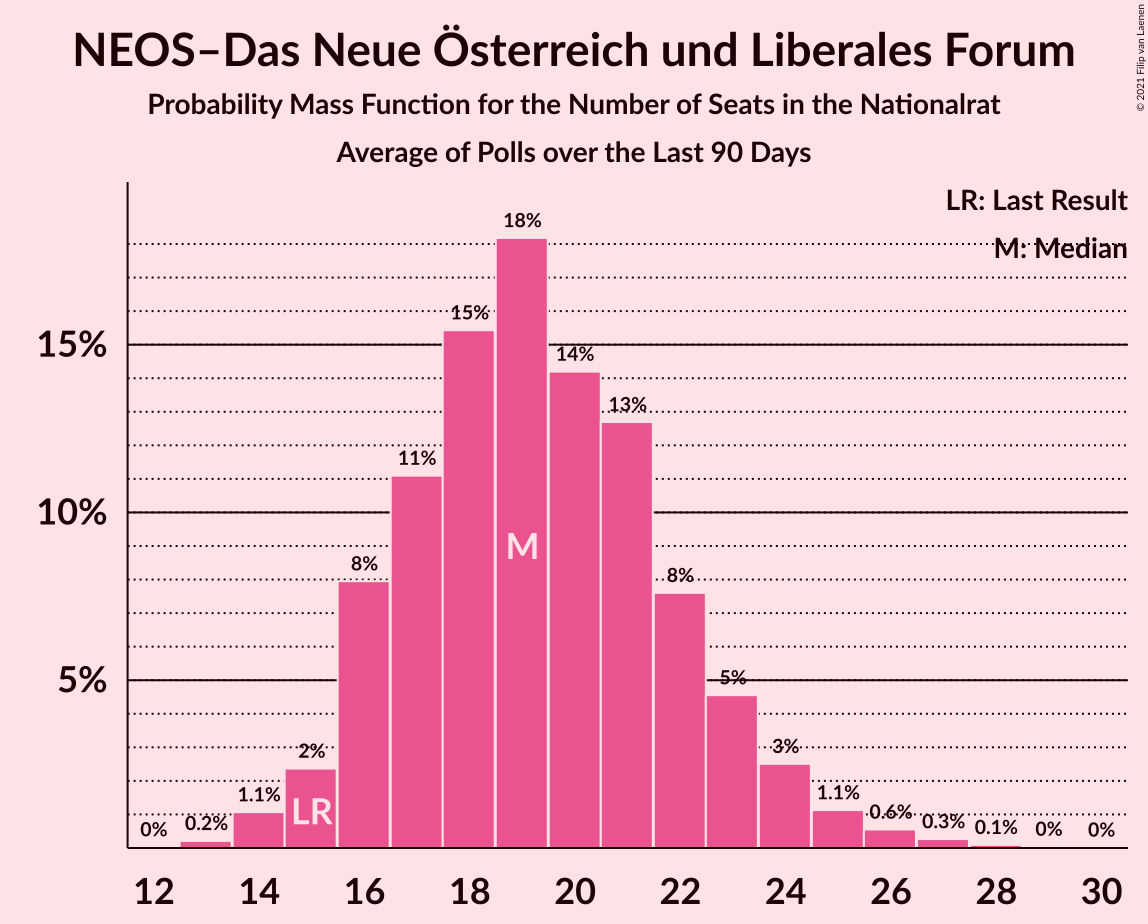 NEOS–Das Neue Österreich und Liberales Forum
Probability Mass Function for the Number of Seats in the Nationalrat
Average of Polls over the Last 90 Days
© 2021 Filip van Laenen
LR: Last Result
M: Median
15%
10%
5%
0%
0.2%
1.1%
2%
8%
11%
15%
18%
14%
13%
8%
5%
3%
1.1%
0.6%
0.3%
0.1%
0%
0%
LR
M
12 14 16 18 20 22 24 26 28 30